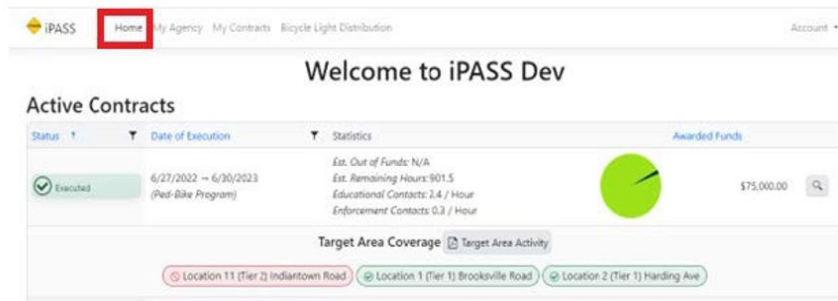 iPASS Home My Agency My Contracts Bicycle Light Distribution Account
Welcome to iPASS Dev
Active Contracts
Status ↑ Date of Execution Statistics Awarded Funds
Est. Out of Funds: N/A
Executed 6/27/2022 → 6/30/2023 Est. Remaining Hours: 901.5 $75,000.00
(Ped-Bike Program) Educational Contacts: 2.4 / Hour
Enforcement Contacts: 0.3 / Hour
Target Area Coverage Target Area Activity
Location 11 (Tier 2) Indiantown Road Location 1 (Tier 1) Brooksville Road Location 2 (Tier 1) Harding Ave